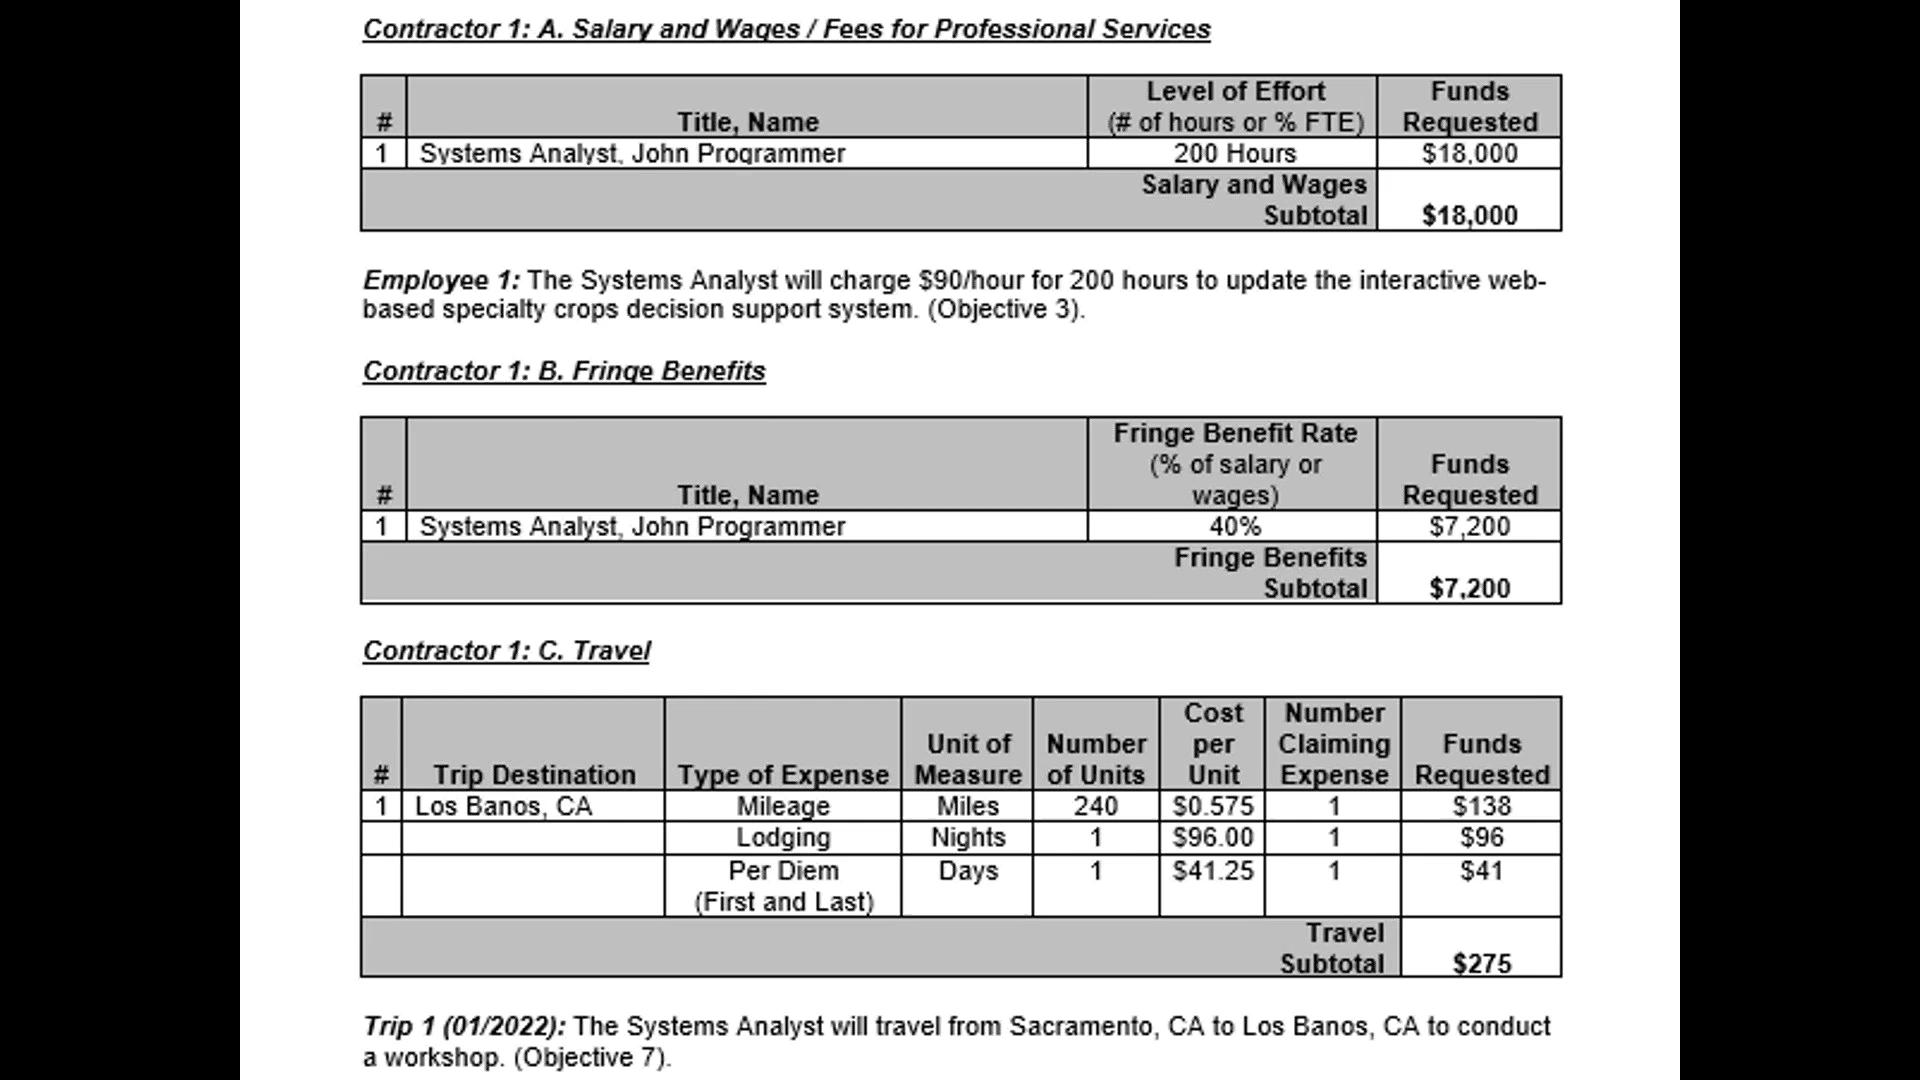 Contractor 1: A. Salary and Wages / Fees for Professional Services
# Title, Name Level of Effort (# of hours or % FTE) Funds Requested
1 Systems Analyst, John Programmer 200 Hours $18,000
Salary and Wages Subtotal $18,000
Employee 1: The Systems Analyst will charge $90/hour for 200 hours to update the interactive web-
based specialty crops decision support system. (Objective 3).
Contractor 1: B. Fringe Benefits
# Title, Name Fringe Benefit Rate (% of salary or wages) Funds Requested
1 Systems Analyst, John Programmer 40% $7,200
Fringe Benefits Subtotal $7,200
Contractor 1: C. Travel
# Trip Destination Type of Expense Unit of Measure Number of Units Cost per Unit Number Claiming Expense Funds Requested
1 Los Banos, CA Mileage Miles 240 $0.575 1 $138
Lodging Nights 1 $96.00 1 $96
Per Diem (First and Last) Days 1 $41.25 1 $41
Travel Subtotal $275
Trip 1 (01/2022): The Systems Analyst will travel from Sacramento, CA to Los Banos, CA to conduct
a workshop. (Objective 7).